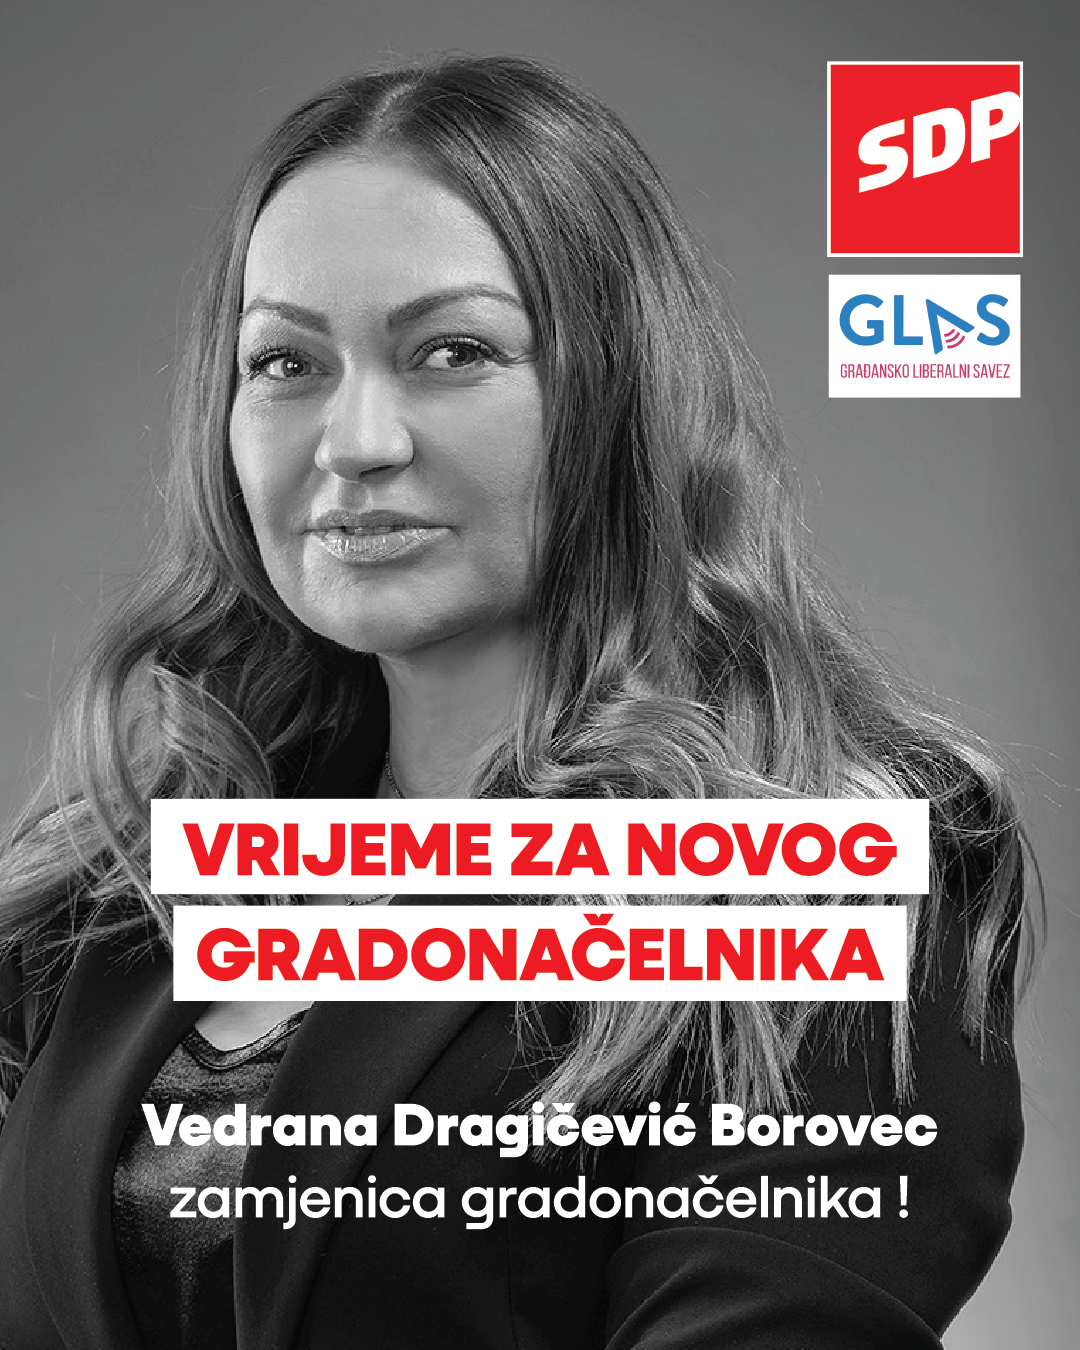 SDP
GLAS
GRAĐANSKO LIBERALNI SAVEZ
VRIJEME ZA NOVOG
GRADONAČELNIKA
Vedrana Dragičević Borovec
zamjenica gradonačelnika !